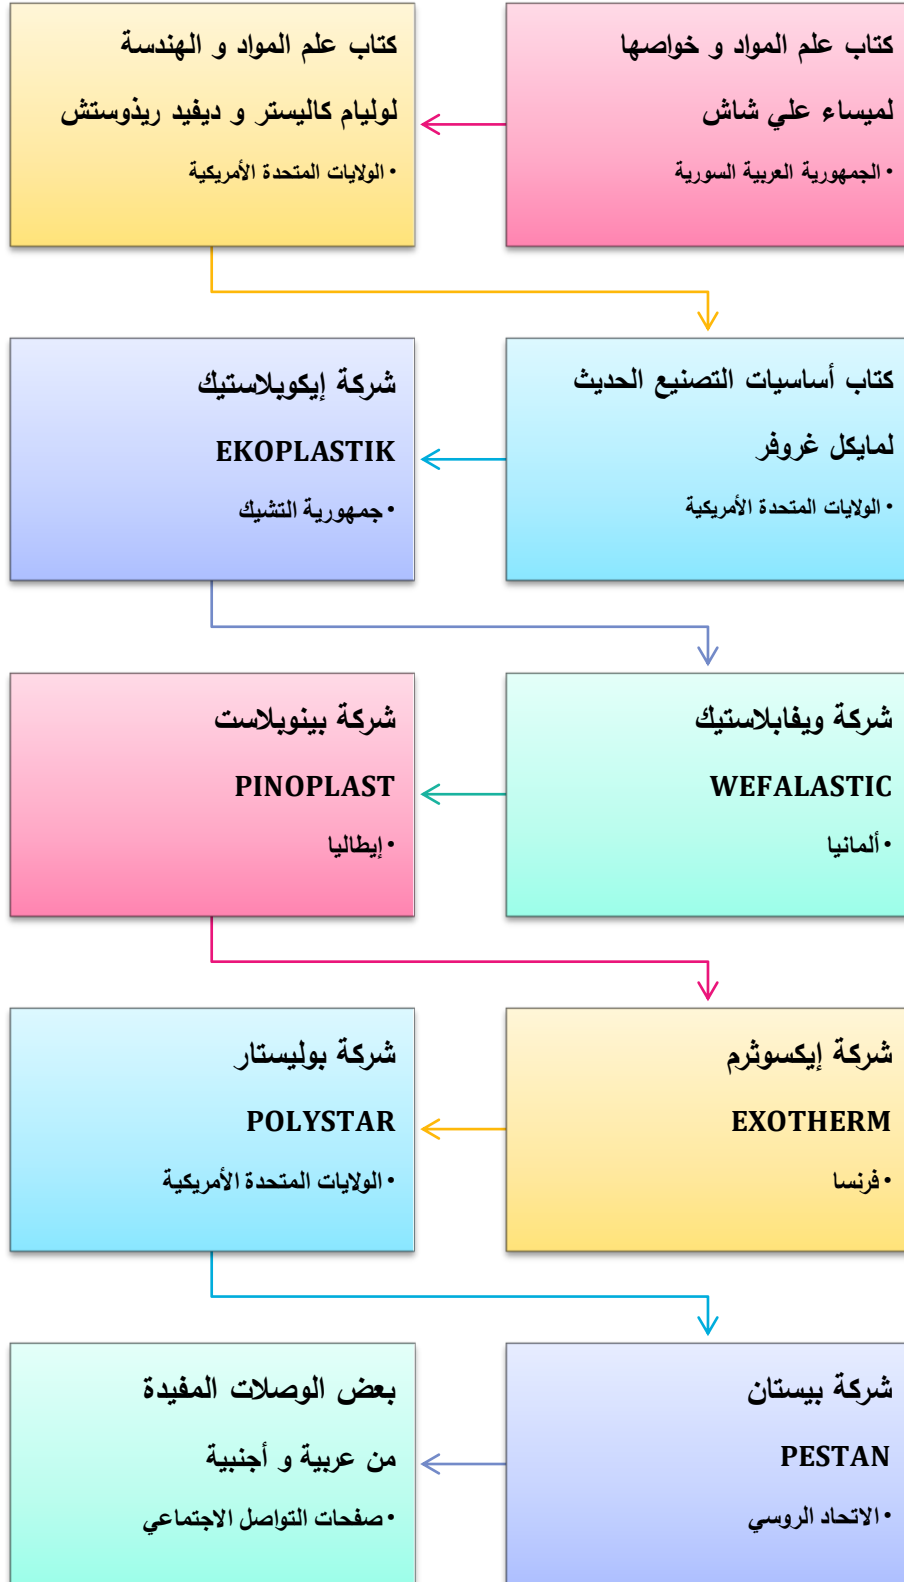 كتاب علم المواد و خواصها
لميساء علي شاش
• الجمهورية العربية السورية
كتاب علم المواد و الهندسة
لوليام كاليستر و ديفيد ريذوستش
• الولايات المتحدة الأمريكية
كتاب أساسيات التصنيع الحديث
لمايكل غروفر
• الولايات المتحدة الأمريكية
شركة إيكوبلاستيك
EKOPLASTIK
• جمهورية التشيك
شركة ويفابلاستيك
WEFALASTIC
• ألمانيا
شركة بينوبلاست
PINOPLAST
• إيطاليا
شركة إيكسوثرم
EXOTHERM
• فرنسا
شركة بوليستار
POLYSTAR
• الولايات المتحدة الأمريكية
شركة بيستان
PESTAN
• الاتحاد الروسي
بعض الوصلات المفيدة
من عربية و أجنبية
• صفحات التواصل الاجتماعي